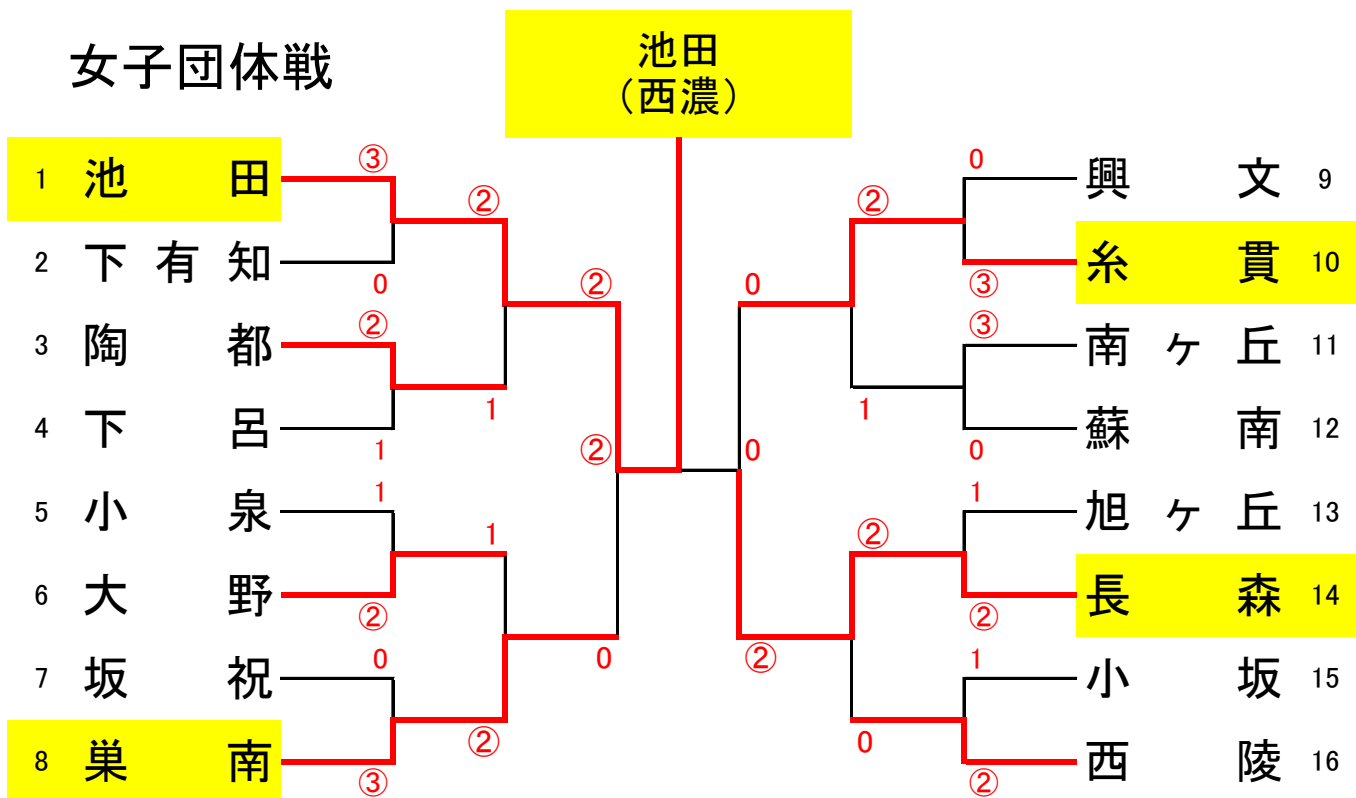 女子団体戦
池田
(西濃)
1 池田 ③
2 下有知 0
3 陶都 ②
4 下呂 1
5 小泉 1
6 大野 ②
7 坂祝 0
8 巣南 ③
② 1
1 ②
② 0
②
0 興文 9
③ 糸貫 10
③ 南ヶ丘 11
0 蘇南 12
1 旭ヶ丘 13
② 長森 14
1 小坂 15
② 西陵 16
② 1
② 0
0 ②
0